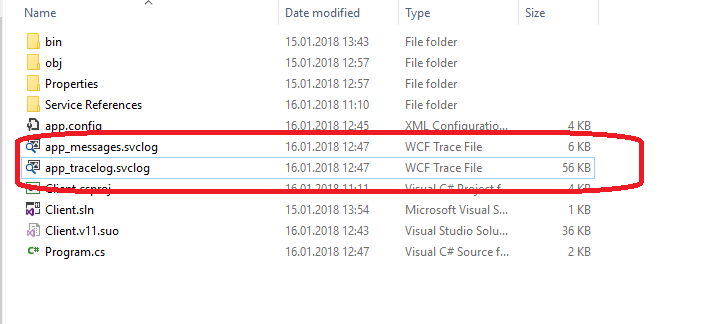 Name Date modified Type Size
bin 15.01.2018 13:43 File folder
obj 15.01.2018 12:57 File folder
Properties 15.01.2018 12:57 File folder
Service References 16.01.2018 11:10 File folder
app.config 16.01.2018 12:45 XML Configuratio... 4 KB
app_messages.svclog 16.01.2018 12:47 WCF Trace File 6 KB
app_tracelog.svclog 16.01.2018 12:47 WCF Trace File 56 KB
Client.csproj 16.01.2018 11:11 Visual C# Project f... 4 KB
Client.sln 15.01.2018 13:54 Microsoft Visual S... 1 KB
Client.v11.suo 16.01.2018 12:43 Visual Studio Solu... 36 KB
C# Program.cs 16.01.2018 12:47 Visual C# Source f... 2 KB